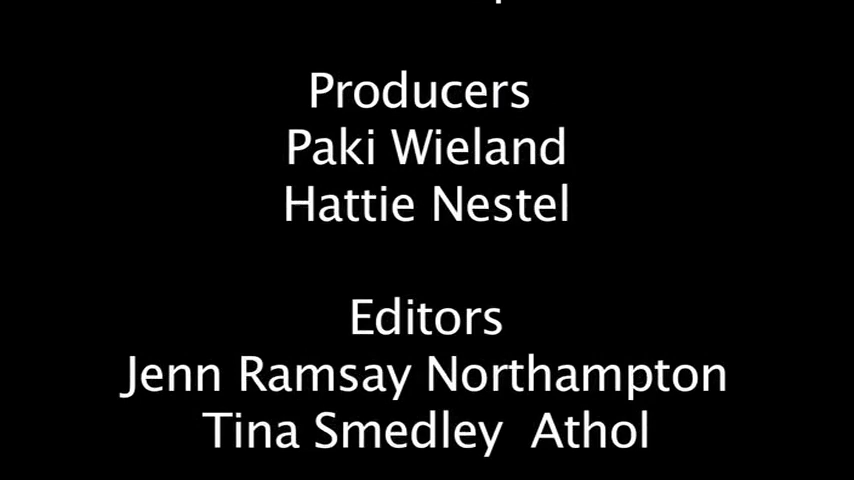 Producers
Paki Wieland
Hattie Nestel
Editors
Jenn Ramsay Northampton
Tina Smedley  Athol